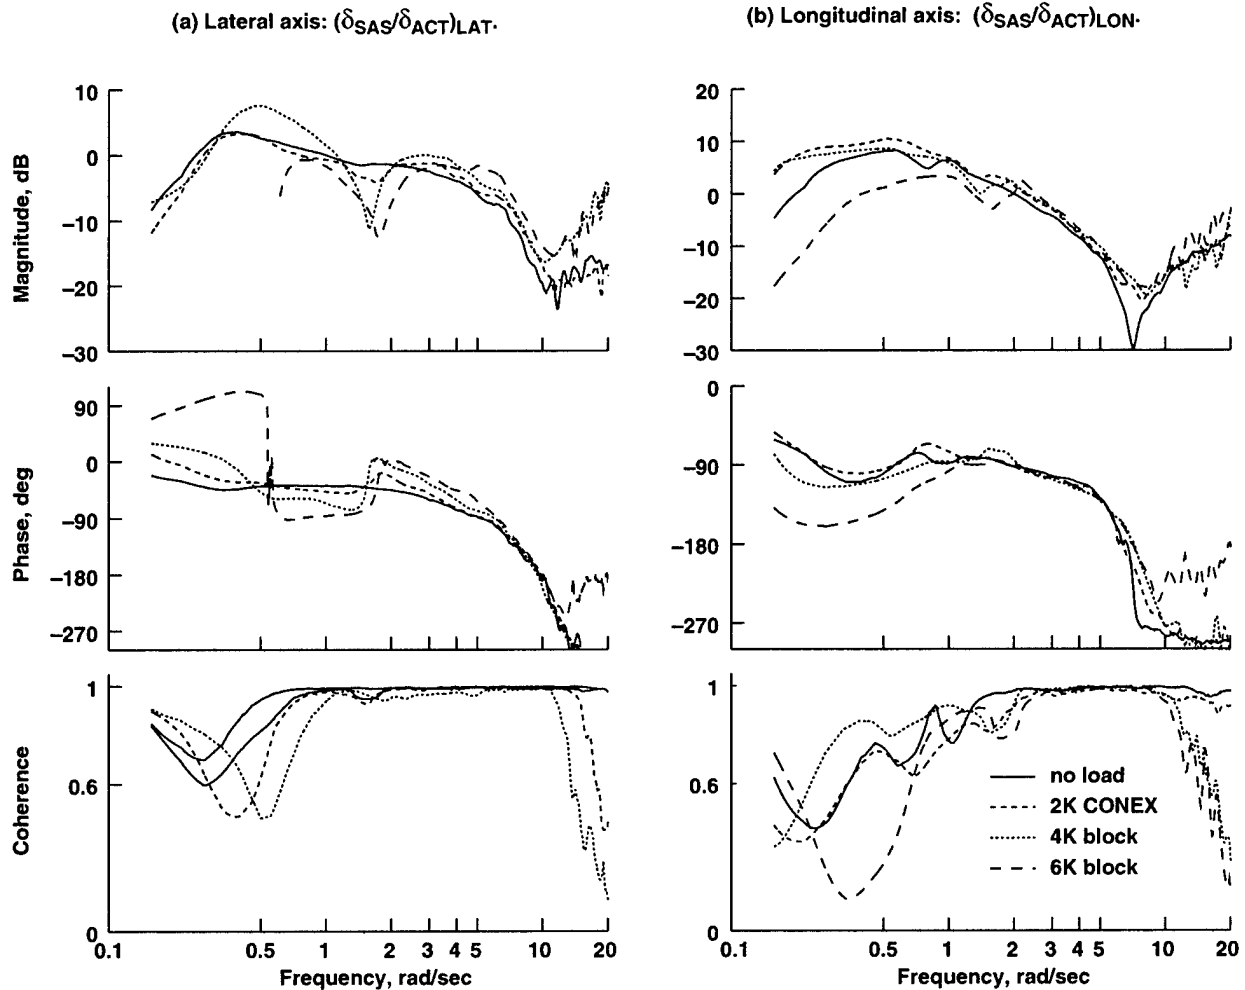 (a) Lateral axis: (δSAS/δACT)LAT.
(b) Longitudinal axis: (δSAS/δACT)LON.
Magnitude, dB
10
0
−10
−20
−30
20
10
0
−10
−20
−30
Phase, deg
90
0
−90
−180
−270
0
−90
−180
−270
Coherence
1
0.6
0
1
0.6
0
no load
2K CONEX
4K block
6K block
0.1 0.5 1 2 3 4 5 10 20
Frequency, rad/sec
0.1 0.5 1 2 3 4 5 10 20
Frequency, rad/sec